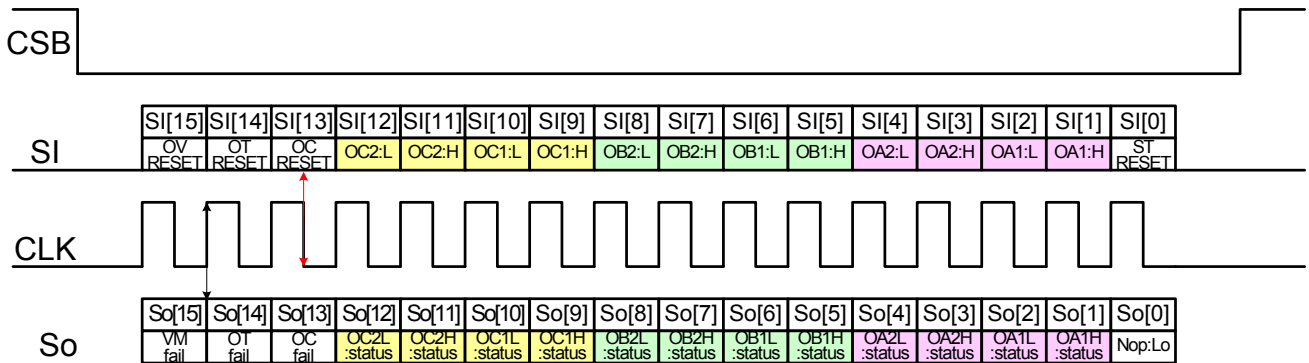 CSB
SI[15] SI[14] SI[13] SI[12] SI[11] SI[10] SI[9] SI[8] SI[7] SI[6] SI[5] SI[4] SI[3] SI[2] SI[1] SI[0]
SI
OV RESET OT RESET OC RESET OC2:L OC2:H OC1:L OC1:H OB2:L OB2:H OB1:L OB1:H OA2:L OA2:H OA1:L OA1:H ST RESET
CLK
So[15] So[14] So[13] So[12] So[11] So[10] So[9] So[8] So[7] So[6] So[5] So[4] So[3] So[2] So[1] So[0]
So
VM fail OT fail OC fail OC2L :status OC2H :status OC1L :status OC1H :status OB2L :status OB2H :status OB1L :status OB1H :status OA2L :status OA2H :status OA1L :status OA1H :status Nop:Lo